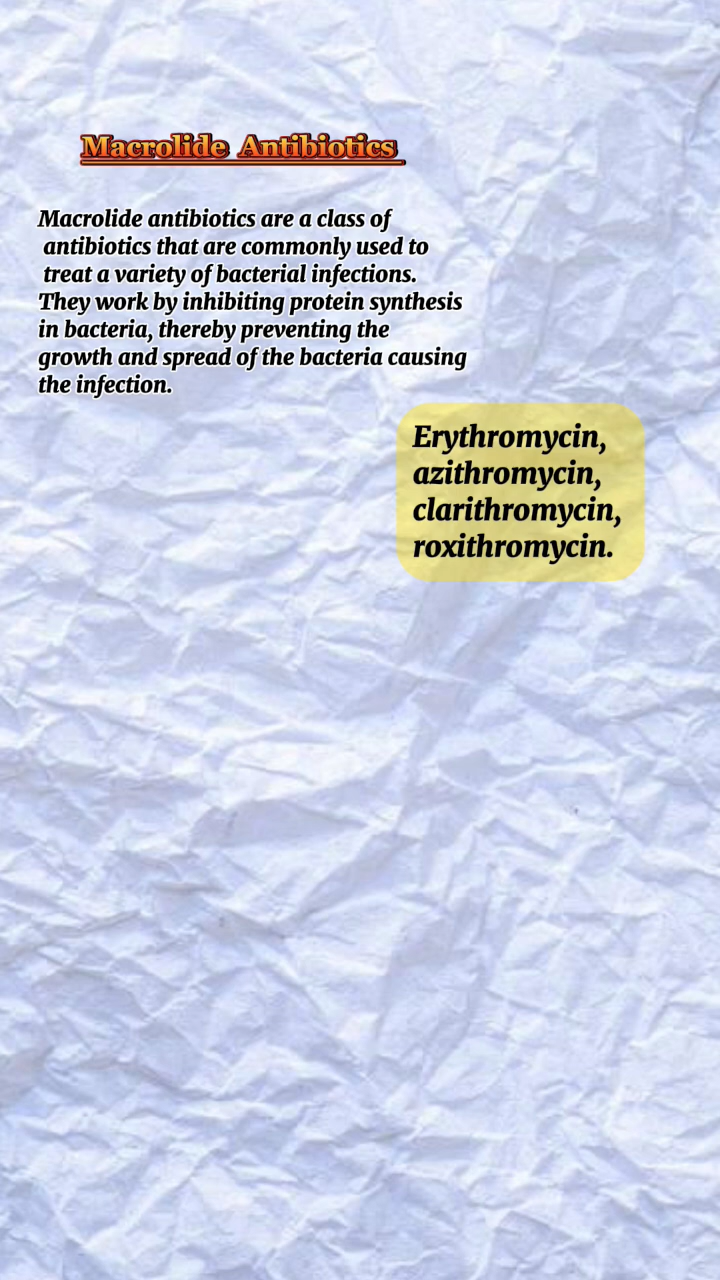 Macrolide Antibiotics
Macrolide antibiotics are a class of
antibiotics that are commonly used to
treat a variety of bacterial infections.
They work by inhibiting protein synthesis
in bacteria, thereby preventing the
growth and spread of the bacteria causing
the infection.
Erythromycin,
azithromycin,
clarithromycin,
roxithromycin.